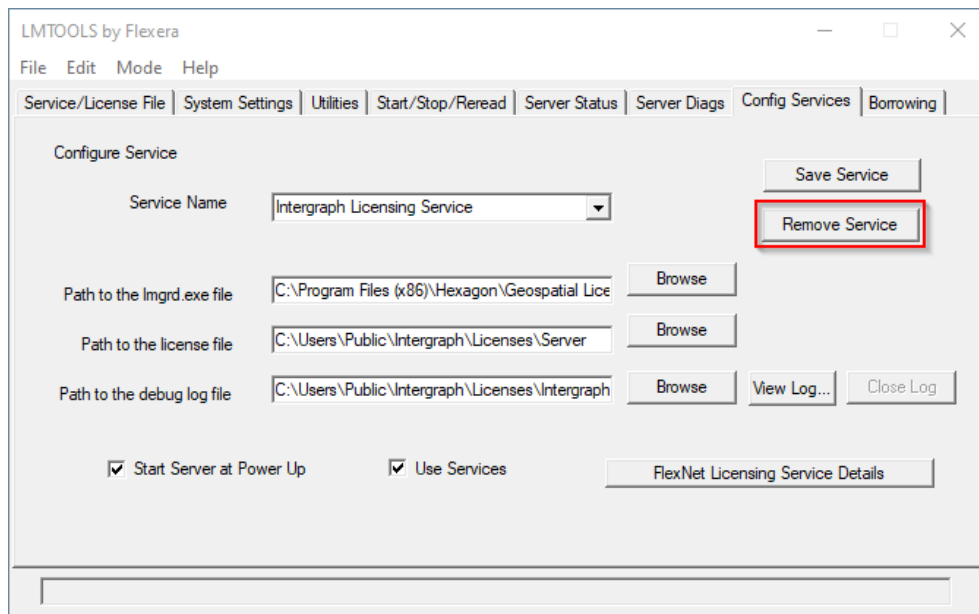 LMTOOLS by Flexera
File Edit Mode Help
Service/License File System Settings Utilities Start/Stop/Reread Server Status Server Diags Config Services Borrowing
Configure Service
Save Service
Service Name Intergraph Licensing Service
Remove Service
Path to the lmgrd.exe file C:\Program Files (x86)\Hexagon\Geospatial Lice Browse
Path to the license file C:\Users\Public\Intergraph\Licenses\Server Browse
Path to the debug log file C:\Users\Public\Intergraph\Licenses\Intergraph Browse View Log... Close Log
Start Server at Power Up Use Services FlexNet Licensing Service Details